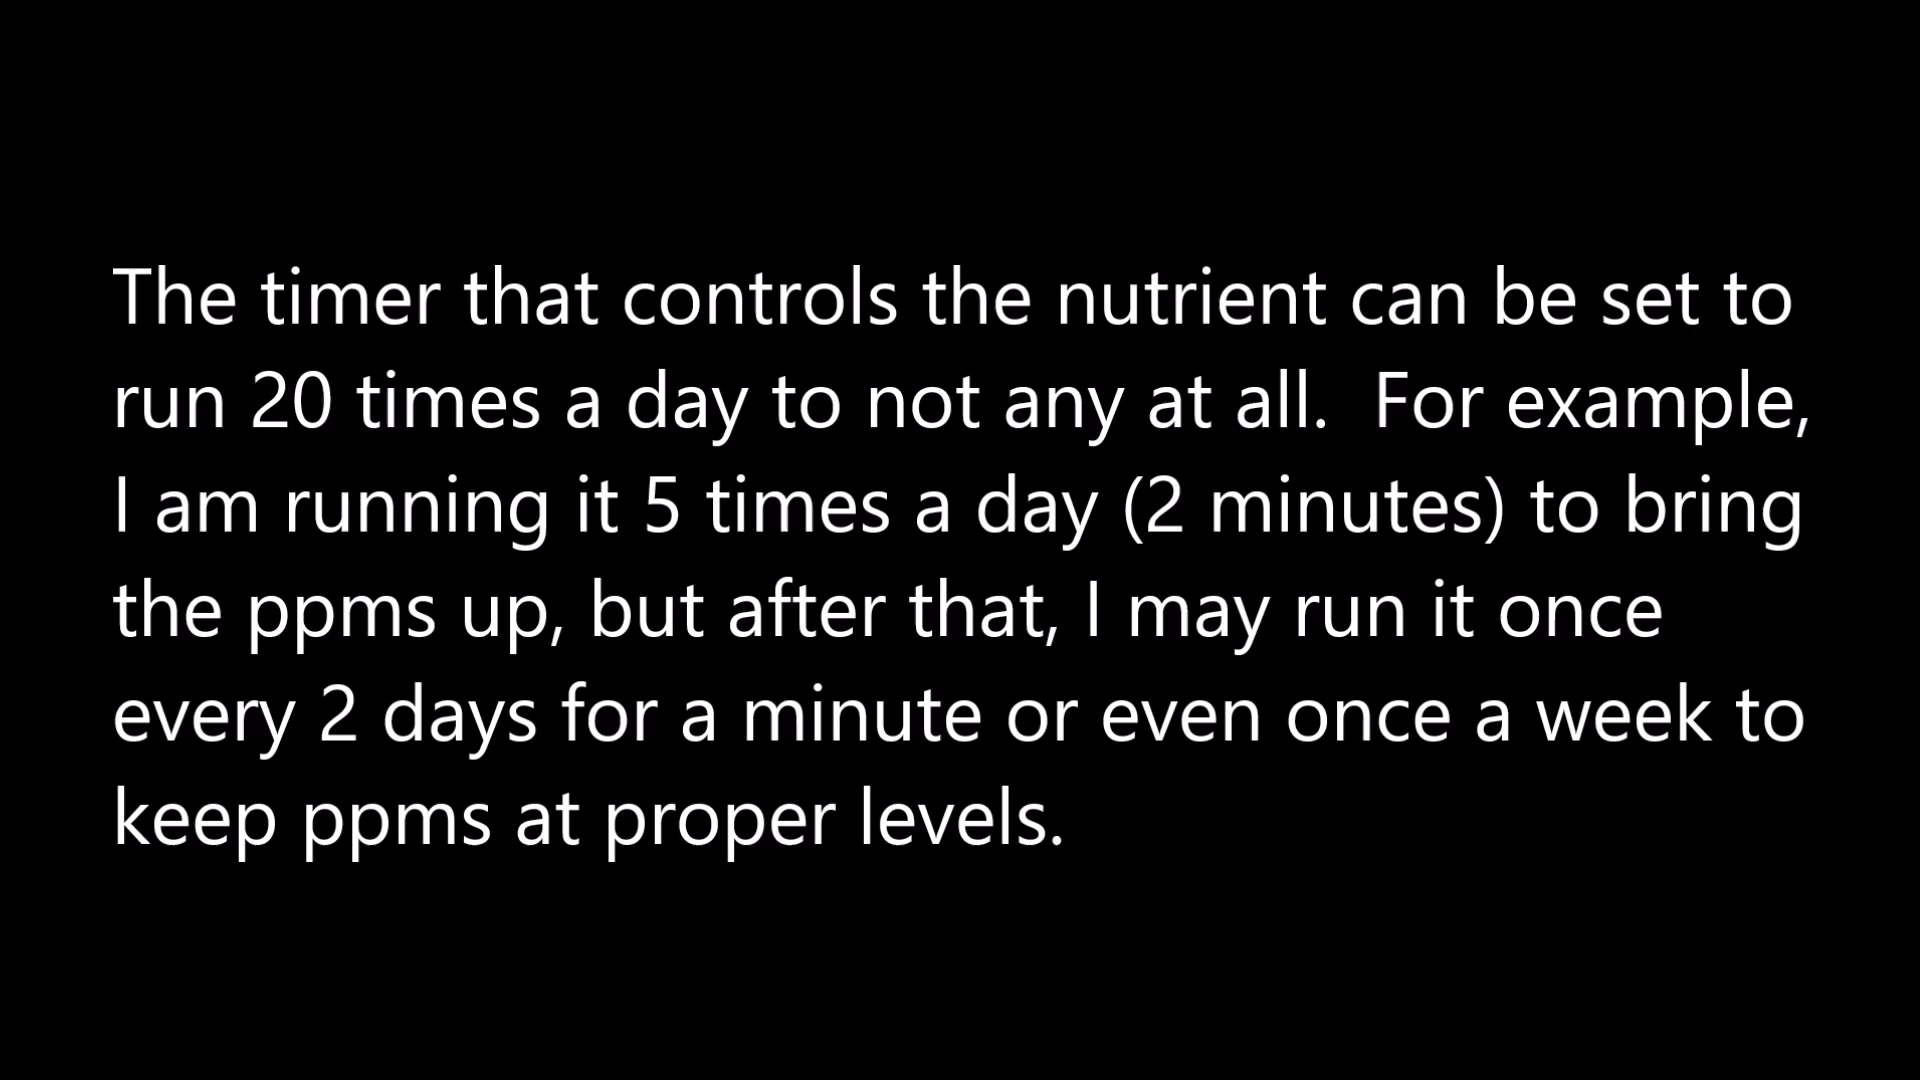 The timer that controls the nutrient can be set to
run 20 times a day to not any at all.  For example,
I am running it 5 times a day (2 minutes) to bring
the ppms up, but after that, I may run it once
every 2 days for a minute or even once a week to
keep ppms at proper levels.